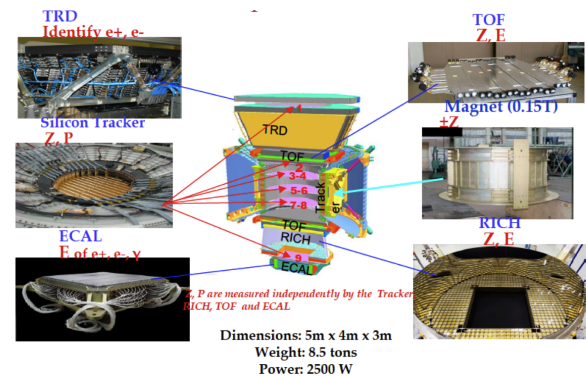 TRD
Identify e+, e-
TOF
Z, E
Silicon Tracker
Z, P
Magnet (0.15T)
±Z
ECAL
E of e+, e-, γ
RICH
Z, E
1
TRD
TOF
2
3-4
5-6
7-8
Tracker
TOF
RICH
9
ECAL
Z, P are measured independently by the Tracker,
RICH, TOF and ECAL
Dimensions: 5m x 4m x 3m
Weight: 8.5 tons
Power: 2500 W